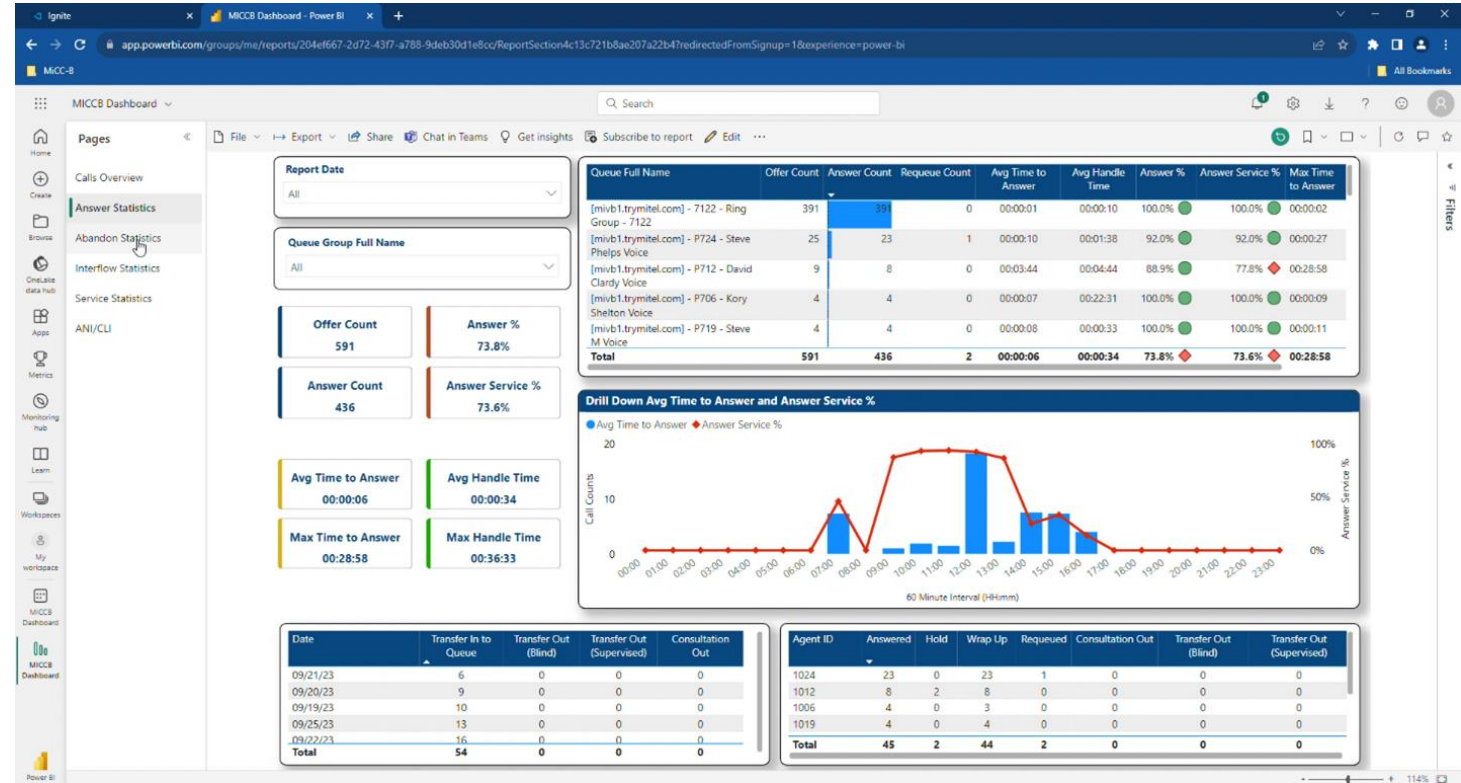 Ignite
MICCB Dashboard - Power BI
app.powerbi.com/groups/me/reports/204ef667-2d72-43f7-a788-9deb30d1e8cc/ReportSection4c13c721b8ae207a22b4?redirectedFromSignup=1&experience=power-bi
MiCC-B
All Bookmarks
MICCB Dashboard
Search
1
Home
Create
Browse
OneLake
data hub
Apps
Metrics
Monitoring
hub
Learn
Workspaces
My
workspace
MICCB
Dashboard
MICCB
Dashboard
Power BI
Pages
Calls Overview
Answer Statistics
Abandon Statistics
Interflow Statistics
Service Statistics
ANI/CLI
File Export Share Chat in Teams Get insights Subscribe to report Edit
Filters
Report Date
All
Queue Group Full Name
All
Offer Count
591
Answer %
73.8%
Answer Count
436
Answer Service %
73.6%
Avg Time to Answer
00:00:06
Avg Handle Time
00:00:34
Max Time to Answer
00:28:58
Max Handle Time
00:36:33
Queue Full Name Offer Count Answer Count Requeue Count Avg Time to Answer Avg Handle Time Answer % Answer Service % Max Time to Answer
[mivb1.trymitel.com] - 7122 - Ring Group - 7122 391 391 0 00:00:01 00:00:10 100.0% 100.0% 00:00:02
[mivb1.trymitel.com] - P724 - Steve Phelps Voice 25 23 1 00:00:10 00:01:38 92.0% 92.0% 00:00:27
[mivb1.trymitel.com] - P712 - David Clardy Voice 9 8 0 00:03:44 00:04:44 88.9% 77.8% 00:28:58
[mivb1.trymitel.com] - P706 - Kory Shelton Voice 4 4 0 00:00:07 00:22:31 100.0% 100.0% 00:00:09
[mivb1.trymitel.com] - P719 - Steve M Voice 4 4 0 00:00:08 00:00:33 100.0% 100.0% 00:00:11
Total 591 436 2 00:00:06 00:00:34 73.8% 73.6% 00:28:58
Drill Down Avg Time to Answer and Answer Service %
Avg Time to Answer Answer Service %
Call Counts
20
10
0
100%
50%
0%
Answer Service %
00:00 01:00 02:00 03:00 04:00 05:00 06:00 07:00 08:00 09:00 10:00 11:00 12:00 13:00 14:00 15:00 16:00 17:00 18:00 19:00 20:00 21:00 22:00 23:00
60 Minute Interval (HH:mm)
Date Transfer In to Queue Transfer Out (Blind) Transfer Out (Supervised) Consultation Out
09/21/23 6 0 0 0
09/20/23 9 0 0 0
09/19/23 10 0 0 0
09/25/23 13 0 0 0
09/22/23 16 0 0 0
Total 54 0 0 0
Agent ID Answered Hold Wrap Up Requeued Consultation Out Transfer Out (Blind) Transfer Out (Supervised)
1024 23 0 23 1 0 0 0
1012 8 2 8 0 0 0 0
1006 4 0 3 0 0 0 0
1019 4 0 4 0 0 0 0
Total 45 2 44 2 0 0 0
114%